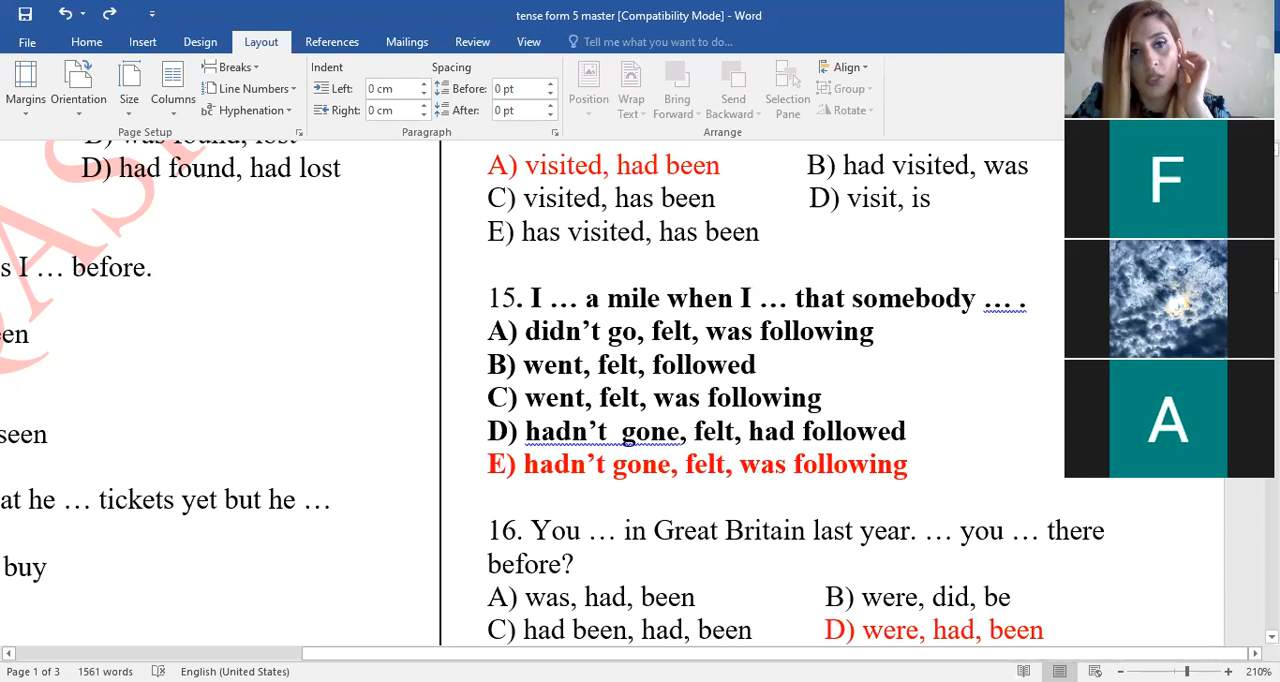 tense form 5 master [Compatibility Mode] - Word
File Home Insert Design Layout References Mailings Review View Tell me what you want to do...
Margins Orientation Size Columns
Breaks
Line Numbers
Hyphenation
Page Setup
Indent Spacing
Left: 0 cm Before: 0 pt
Right: 0 cm After: 0 pt
Paragraph
Position Wrap Text Bring Forward Send Backward Selection Pane
Align
Group
Rotate
Arrange
D) had found, had lost
s I … before.
een
seen
at he … tickets yet but he …
buy
A) visited, had been B) had visited, was
C) visited, has been D) visit, is
E) has visited, has been
15. I … a mile when I … that somebody … .
A) didn’t go, felt, was following
B) went, felt, followed
C) went, felt, was following
D) hadn’t gone, felt, had followed
E) hadn’t gone, felt, was following
16. You … in Great Britain last year. … you … there
before?
A) was, had, been B) were, did, be
C) had been, had, been D) were, had, been
F
A
Page 1 of 3 1561 words English (United States) 210%